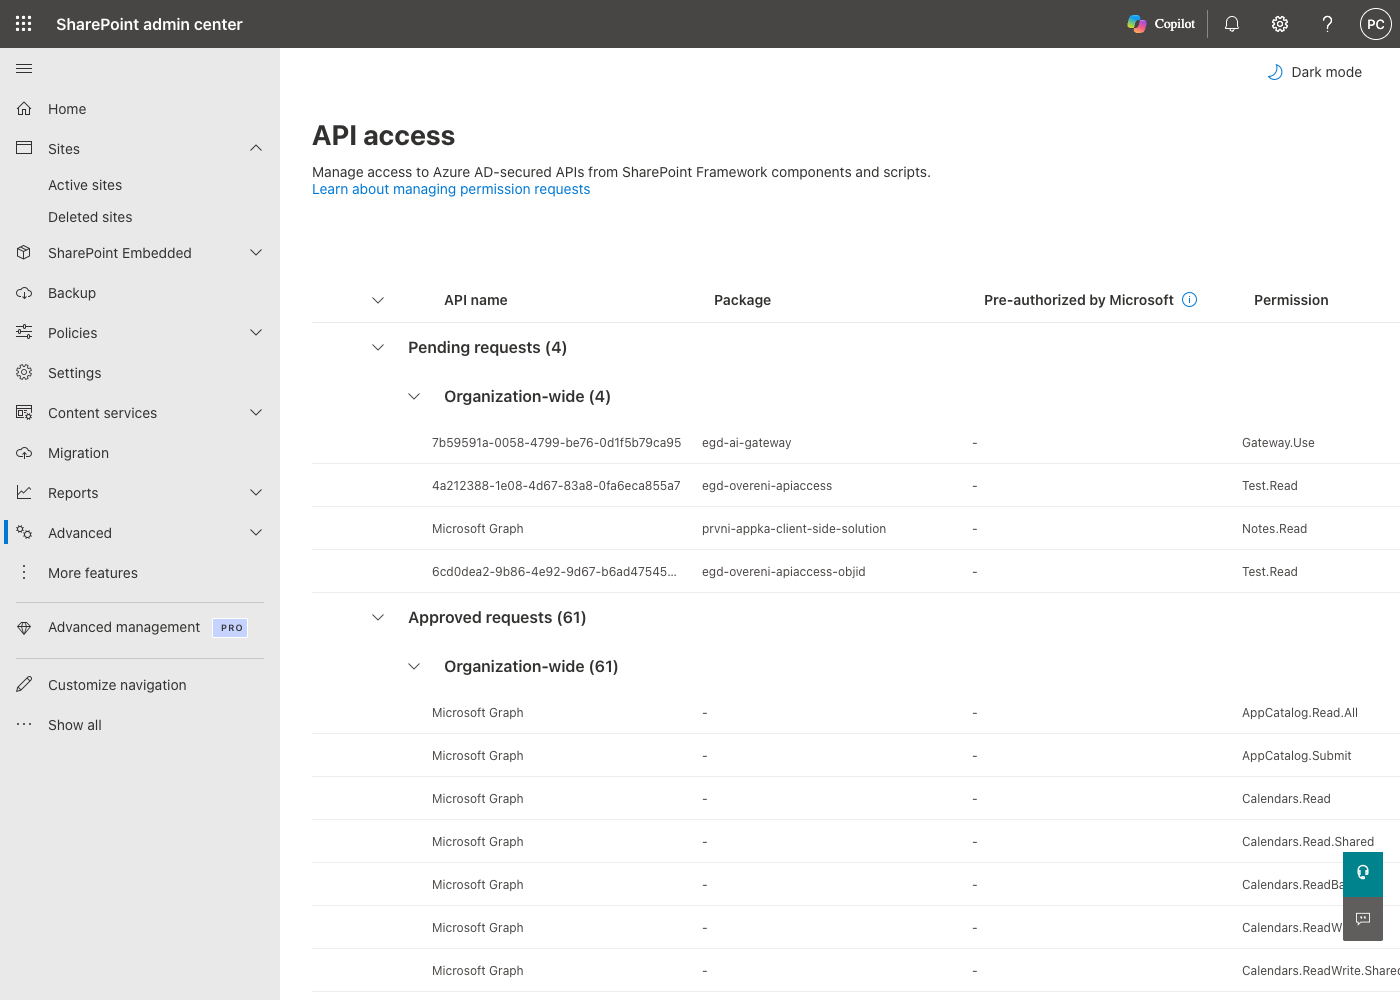 SharePoint admin center
Copilot
PC
Dark mode
Home
Sites
Active sites
Deleted sites
SharePoint Embedded
Backup
Policies
Settings
Content services
Migration
Reports
Advanced
More features
Advanced management PRO
Customize navigation
Show all
API access
Manage access to Azure AD-secured APIs from SharePoint Framework components and scripts.
Learn about managing permission requests
API name Package Pre-authorized by Microsoft Permission
Pending requests (4)
Organization-wide (4)
7b59591a-0058-4799-be76-0d1f5b79ca95 egd-ai-gateway - Gateway.Use
4a212388-1e08-4d67-83a8-0fa6eca855a7 egd-overeni-apiaccess - Test.Read
Microsoft Graph prvni-appka-client-side-solution - Notes.Read
6cd0dea2-9b86-4e92-9d67-b6ad47545... egd-overeni-apiaccess-objid - Test.Read
Approved requests (61)
Organization-wide (61)
Microsoft Graph - - AppCatalog.Read.All
Microsoft Graph - - AppCatalog.Submit
Microsoft Graph - - Calendars.Read
Microsoft Graph - - Calendars.Read.Shared
Microsoft Graph - - Calendars.ReadBa
Microsoft Graph - - Calendars.ReadW
Microsoft Graph - - Calendars.ReadWrite.Shared